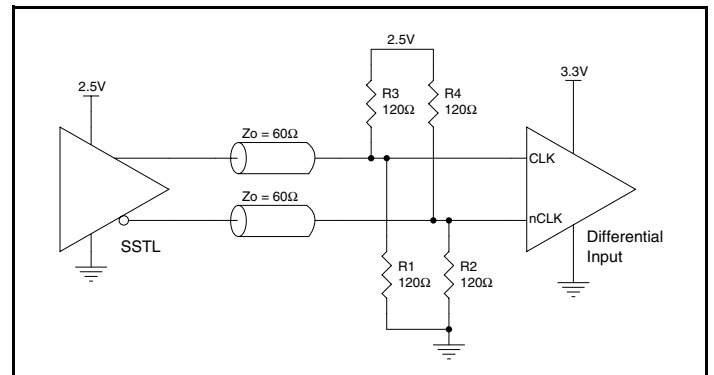 2.5V
2.5V
3.3V
R3
120Ω
R4
120Ω
Zo = 60Ω
CLK
Zo = 60Ω
nCLK
SSTL
Differential
Input
R1
120Ω
R2
120Ω